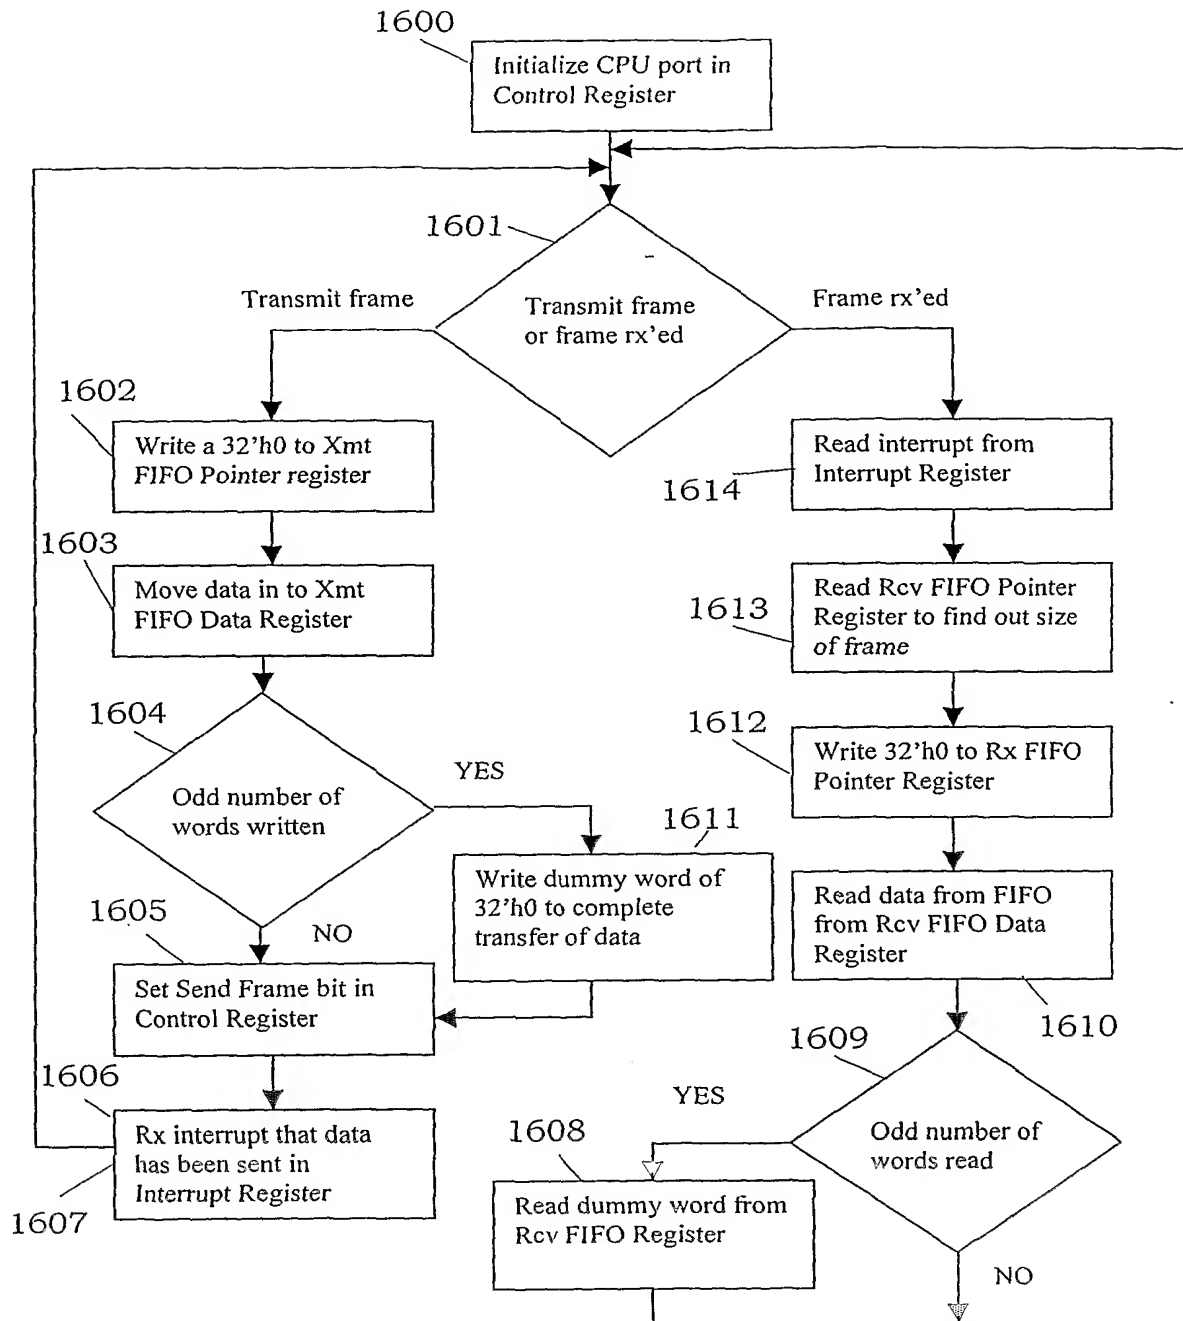 1600
Initialize CPU port in
Control Register
1601
Transmit frame
Transmit frame
or frame rx'ed
Frame rx'ed
1602
Write a 32'h0 to Xmt
FIFO Pointer register
Read interrupt from
Interrupt Register
1614
1603
Move data in to Xmt
FIFO Data Register
Read Rcv FIFO Pointer
Register to find out size
of frame
1613
1604
Odd number of
words written
YES
1612
Write 32'h0 to Rx FIFO
Pointer Register
1611
Write dummy word of
32'h0 to complete
transfer of data
Read data from FIFO
from Rcv FIFO Data
Register
1610
1605
NO
Set Send Frame bit in
Control Register
1609
Odd number of
words read
YES
1606
Rx interrupt that data
has been sent in
Interrupt Register
1607
1608
Read dummy word from
Rcv FIFO Register
NO